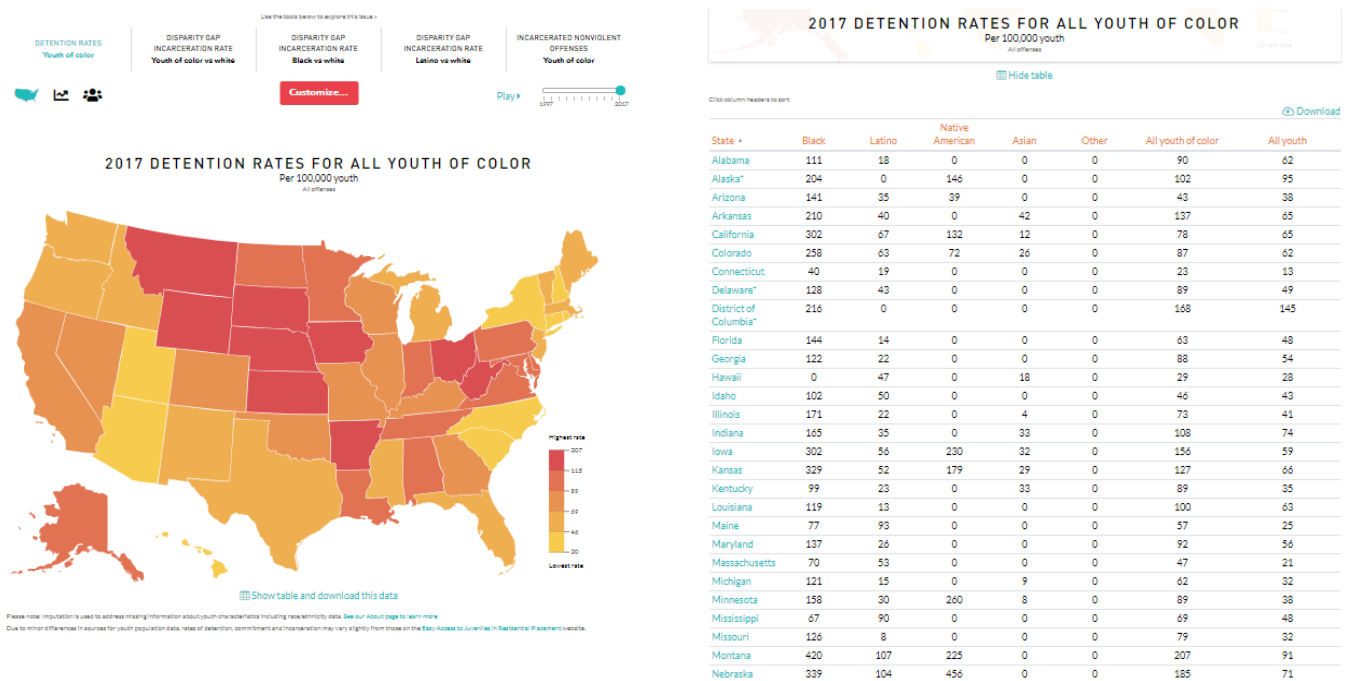 Use the tools below to explore this issue >
DETENTION RATES
Youth of color
DISPARITY GAP
INCARCERATION RATE
Youth of color vs white
DISPARITY GAP
INCARCERATION RATE
Black vs white
DISPARITY GAP
INCARCERATION RATE
Latino vs white
INCARCERATED NONVIOLENT
OFFENSES
Youth of color
Customize...
Play
1997 2017
2017 DETENTION RATES FOR ALL YOUTH OF COLOR
Per 100,000 youth
All offenses
Highest rate
207
118
89
69
46
20
Lowest rate
Show table and download this data
Please note: Imputation is used to address missing information about youth characteristics including race/ethnicity data. See our About page to learn more
Due to minor differences in sources for youth population data, rates of detention, commitment and incarceration may vary slightly from those on the Easy Access to Juveniles in Residential Placement website.
2017 DETENTION RATES FOR ALL YOUTH OF COLOR
Per 100,000 youth
All offenses
Lowest rate
Hide table
Click column headers to sort
Download
State Black Latino Native American Asian Other All youth of color All youth
Alabama 111 18 0 0 0 90 62
Alaska* 204 0 146 0 0 102 95
Arizona 141 35 39 0 0 43 38
Arkansas 210 40 0 42 0 137 65
California 302 67 132 12 0 78 65
Colorado 258 63 72 26 0 87 62
Connecticut 40 19 0 0 0 23 13
Delaware* 128 43 0 0 0 89 49
District of Columbia* 216 0 0 0 0 168 145
Florida 144 14 0 0 0 63 48
Georgia 122 22 0 0 0 88 54
Hawaii 0 47 0 18 0 29 28
Idaho 102 50 0 0 0 46 43
Illinois 171 22 0 4 0 73 41
Indiana 165 35 0 33 0 108 74
Iowa 302 56 230 32 0 156 59
Kansas 329 52 179 29 0 127 66
Kentucky 99 23 0 33 0 89 35
Louisiana 119 13 0 0 0 100 63
Maine 77 93 0 0 0 57 25
Maryland 137 26 0 0 0 92 56
Massachusetts 70 53 0 0 0 47 21
Michigan 121 15 0 9 0 62 32
Minnesota 158 30 260 8 0 89 38
Mississippi 67 90 0 0 0 69 48
Missouri 126 8 0 0 0 79 32
Montana 420 107 225 0 0 207 91
Nebraska 339 104 456 0 0 185 71